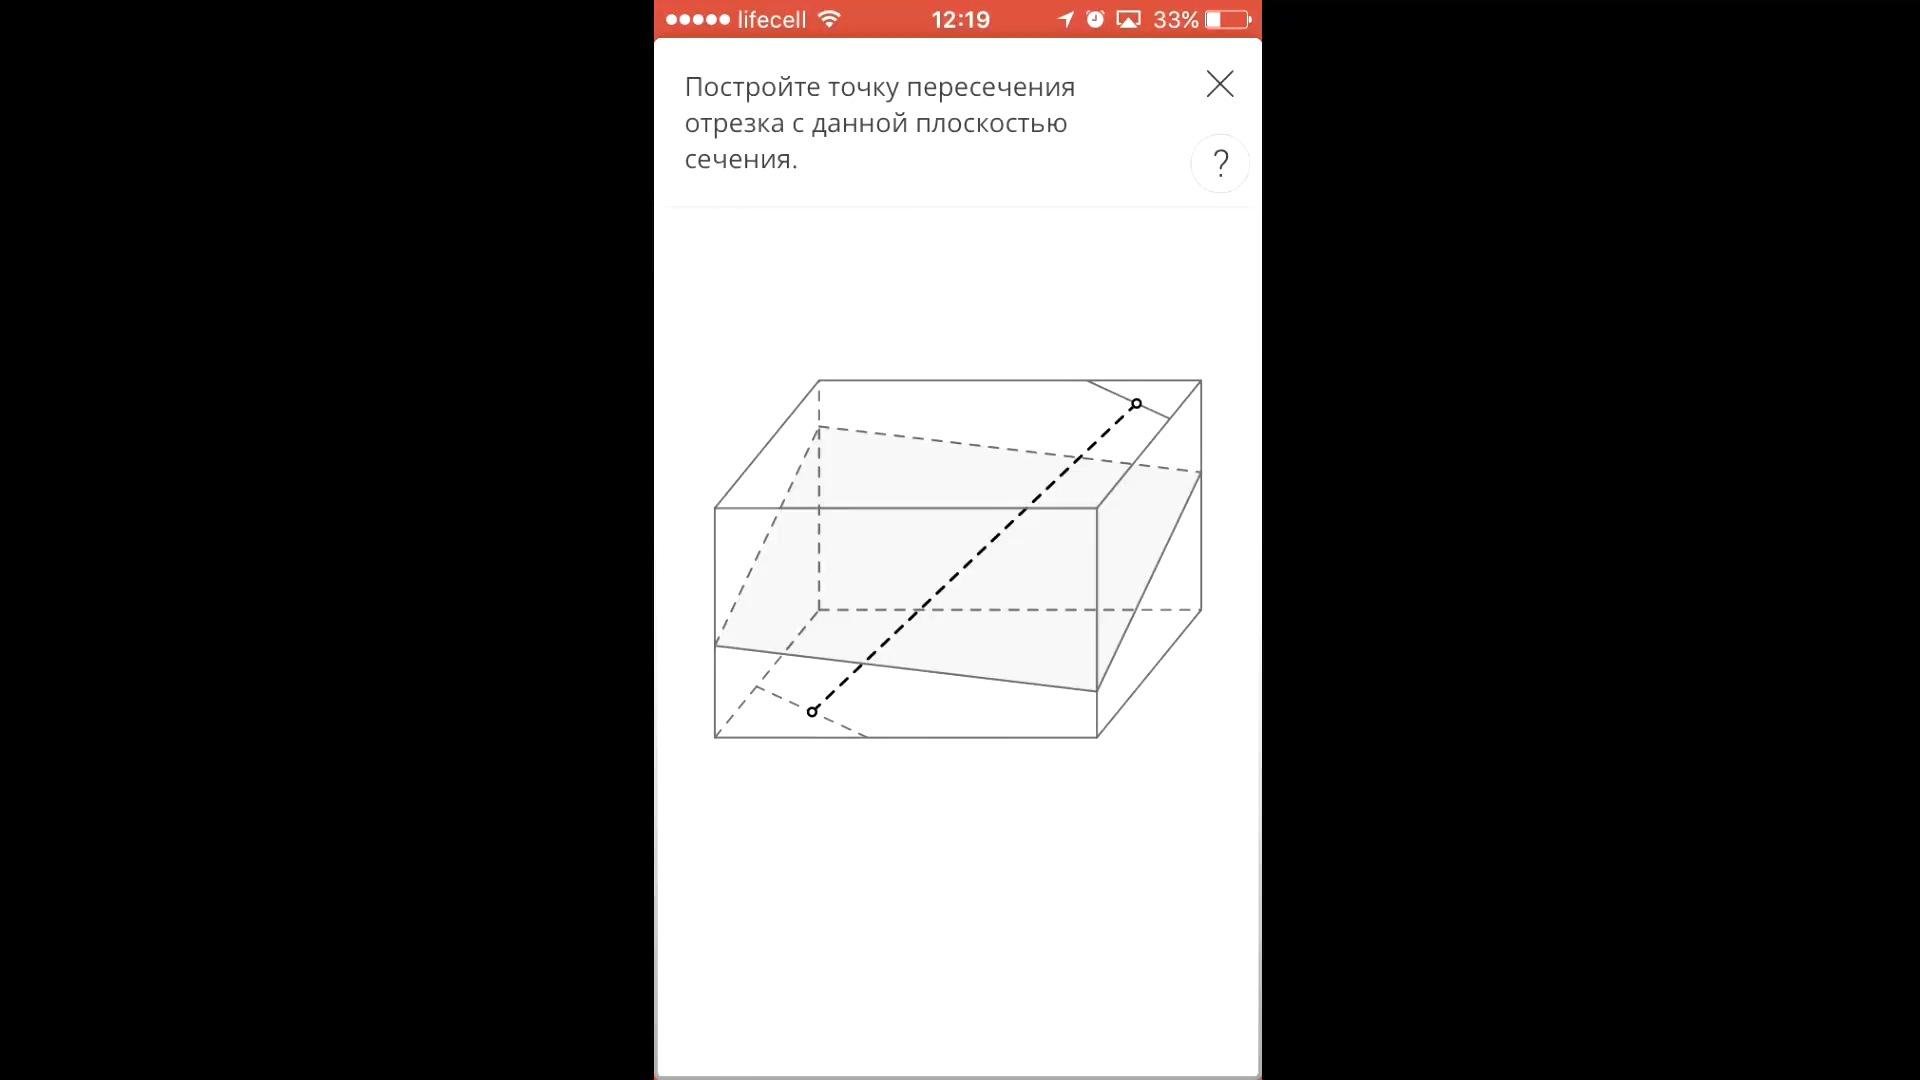 lifecell 12:19 33%
Постройте точку пересечения
отрезка с данной плоскостью
сечения.
?